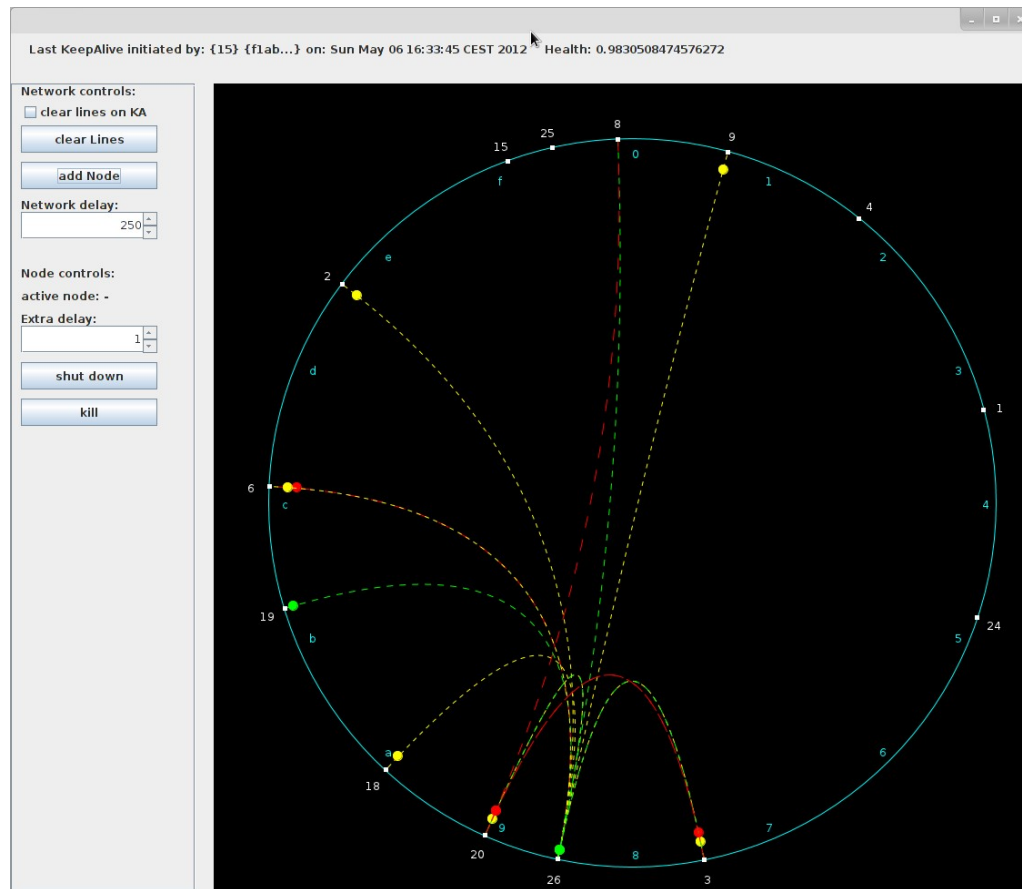 Last KeepAlive initiated by: {15} {f1ab...} on: Sun May 06 16:33:45 CEST 2012 Health: 0.9830508474576272
Network controls:
clear lines on KA
clear Lines
add Node
Network delay:
250
Node controls:
active node: -
Extra delay:
1
shut down
kill
8
25
9
15
0
f
1
4
e
2
2
d
3
1
6
c
4
19
b
5
24
a
6
18
9
7
20
8
26
3